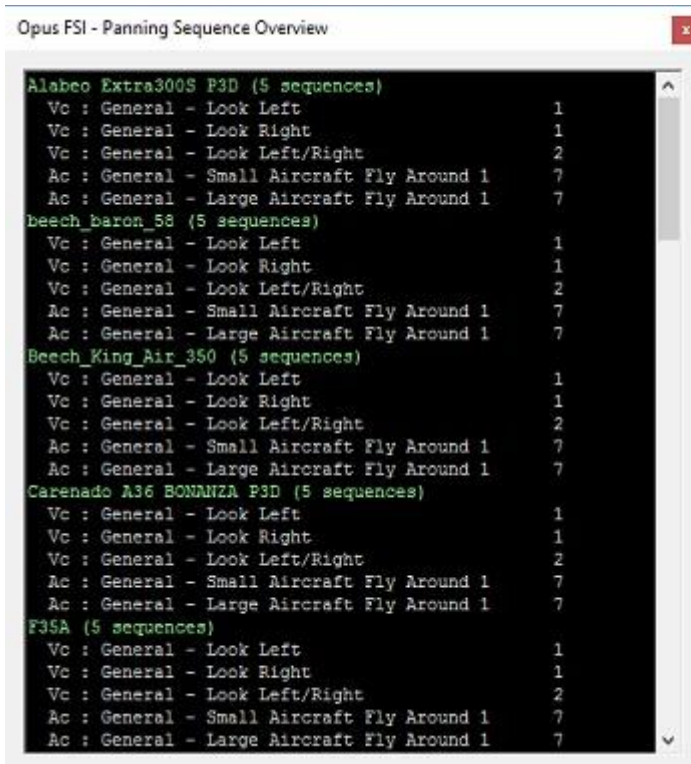 Opus FSI - Panning Sequence Overview
x
Alabeo Extra300S P3D (5 sequences)
Vc : General - Look Left 1
Vc : General - Look Right 1
Vc : General - Look Left/Right 2
Ac : General - Small Aircraft Fly Around 1 7
Ac : General - Large Aircraft Fly Around 1 7
beech_baron_58 (5 sequences)
Vc : General - Look Left 1
Vc : General - Look Right 1
Vc : General - Look Left/Right 2
Ac : General - Small Aircraft Fly Around 1 7
Ac : General - Large Aircraft Fly Around 1 7
Beech_King_Air_350 (5 sequences)
Vc : General - Look Left 1
Vc : General - Look Right 1
Vc : General - Look Left/Right 2
Ac : General - Small Aircraft Fly Around 1 7
Ac : General - Large Aircraft Fly Around 1 7
Carenado A36 BONANZA P3D (5 sequences)
Vc : General - Look Left 1
Vc : General - Look Right 1
Vc : General - Look Left/Right 2
Ac : General - Small Aircraft Fly Around 1 7
Ac : General - Large Aircraft Fly Around 1 7
F35A (5 sequences)
Vc : General - Look Left 1
Vc : General - Look Right 1
Vc : General - Look Left/Right 2
Ac : General - Small Aircraft Fly Around 1 7
Ac : General - Large Aircraft Fly Around 1 7